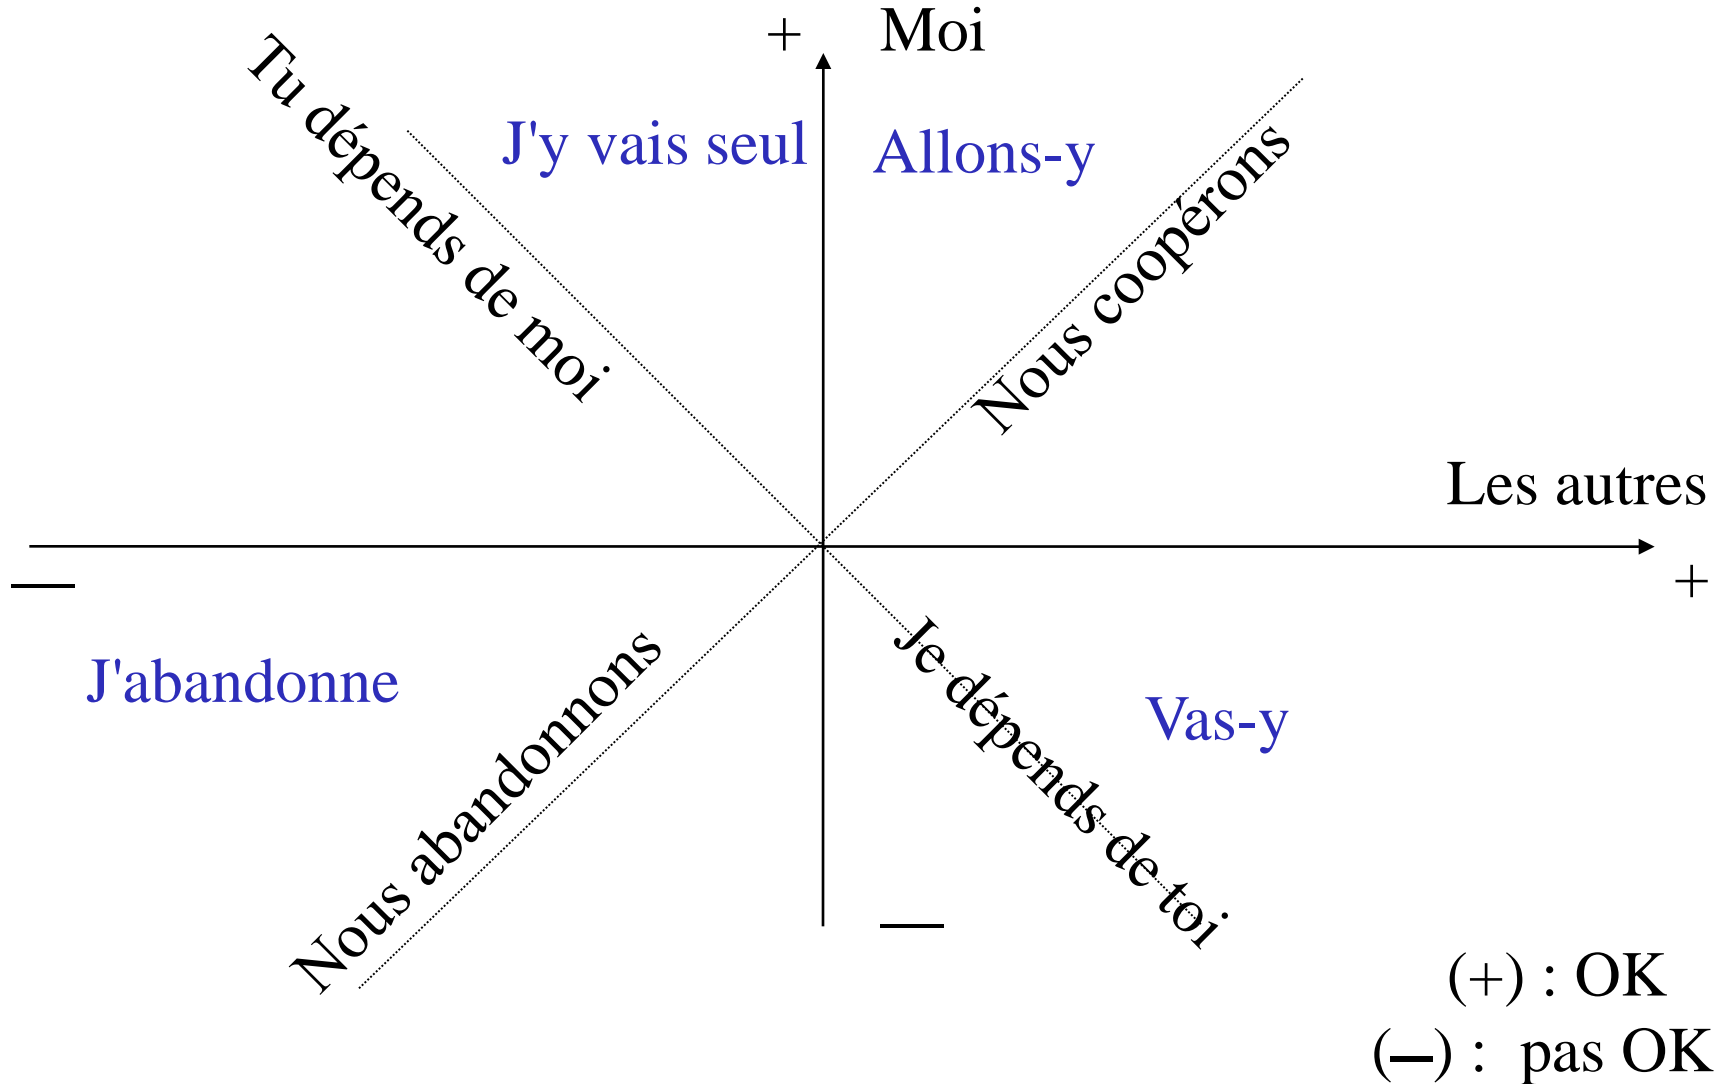 + Moi
Tu dépends de moi
J'y vais seul
Allons-y
Nous coopérons
Les autres
—
+
J'abandonne
Nous abandonnons
Je dépends de toi
Vas-y
—
(+) : OK
(—) : pas OK